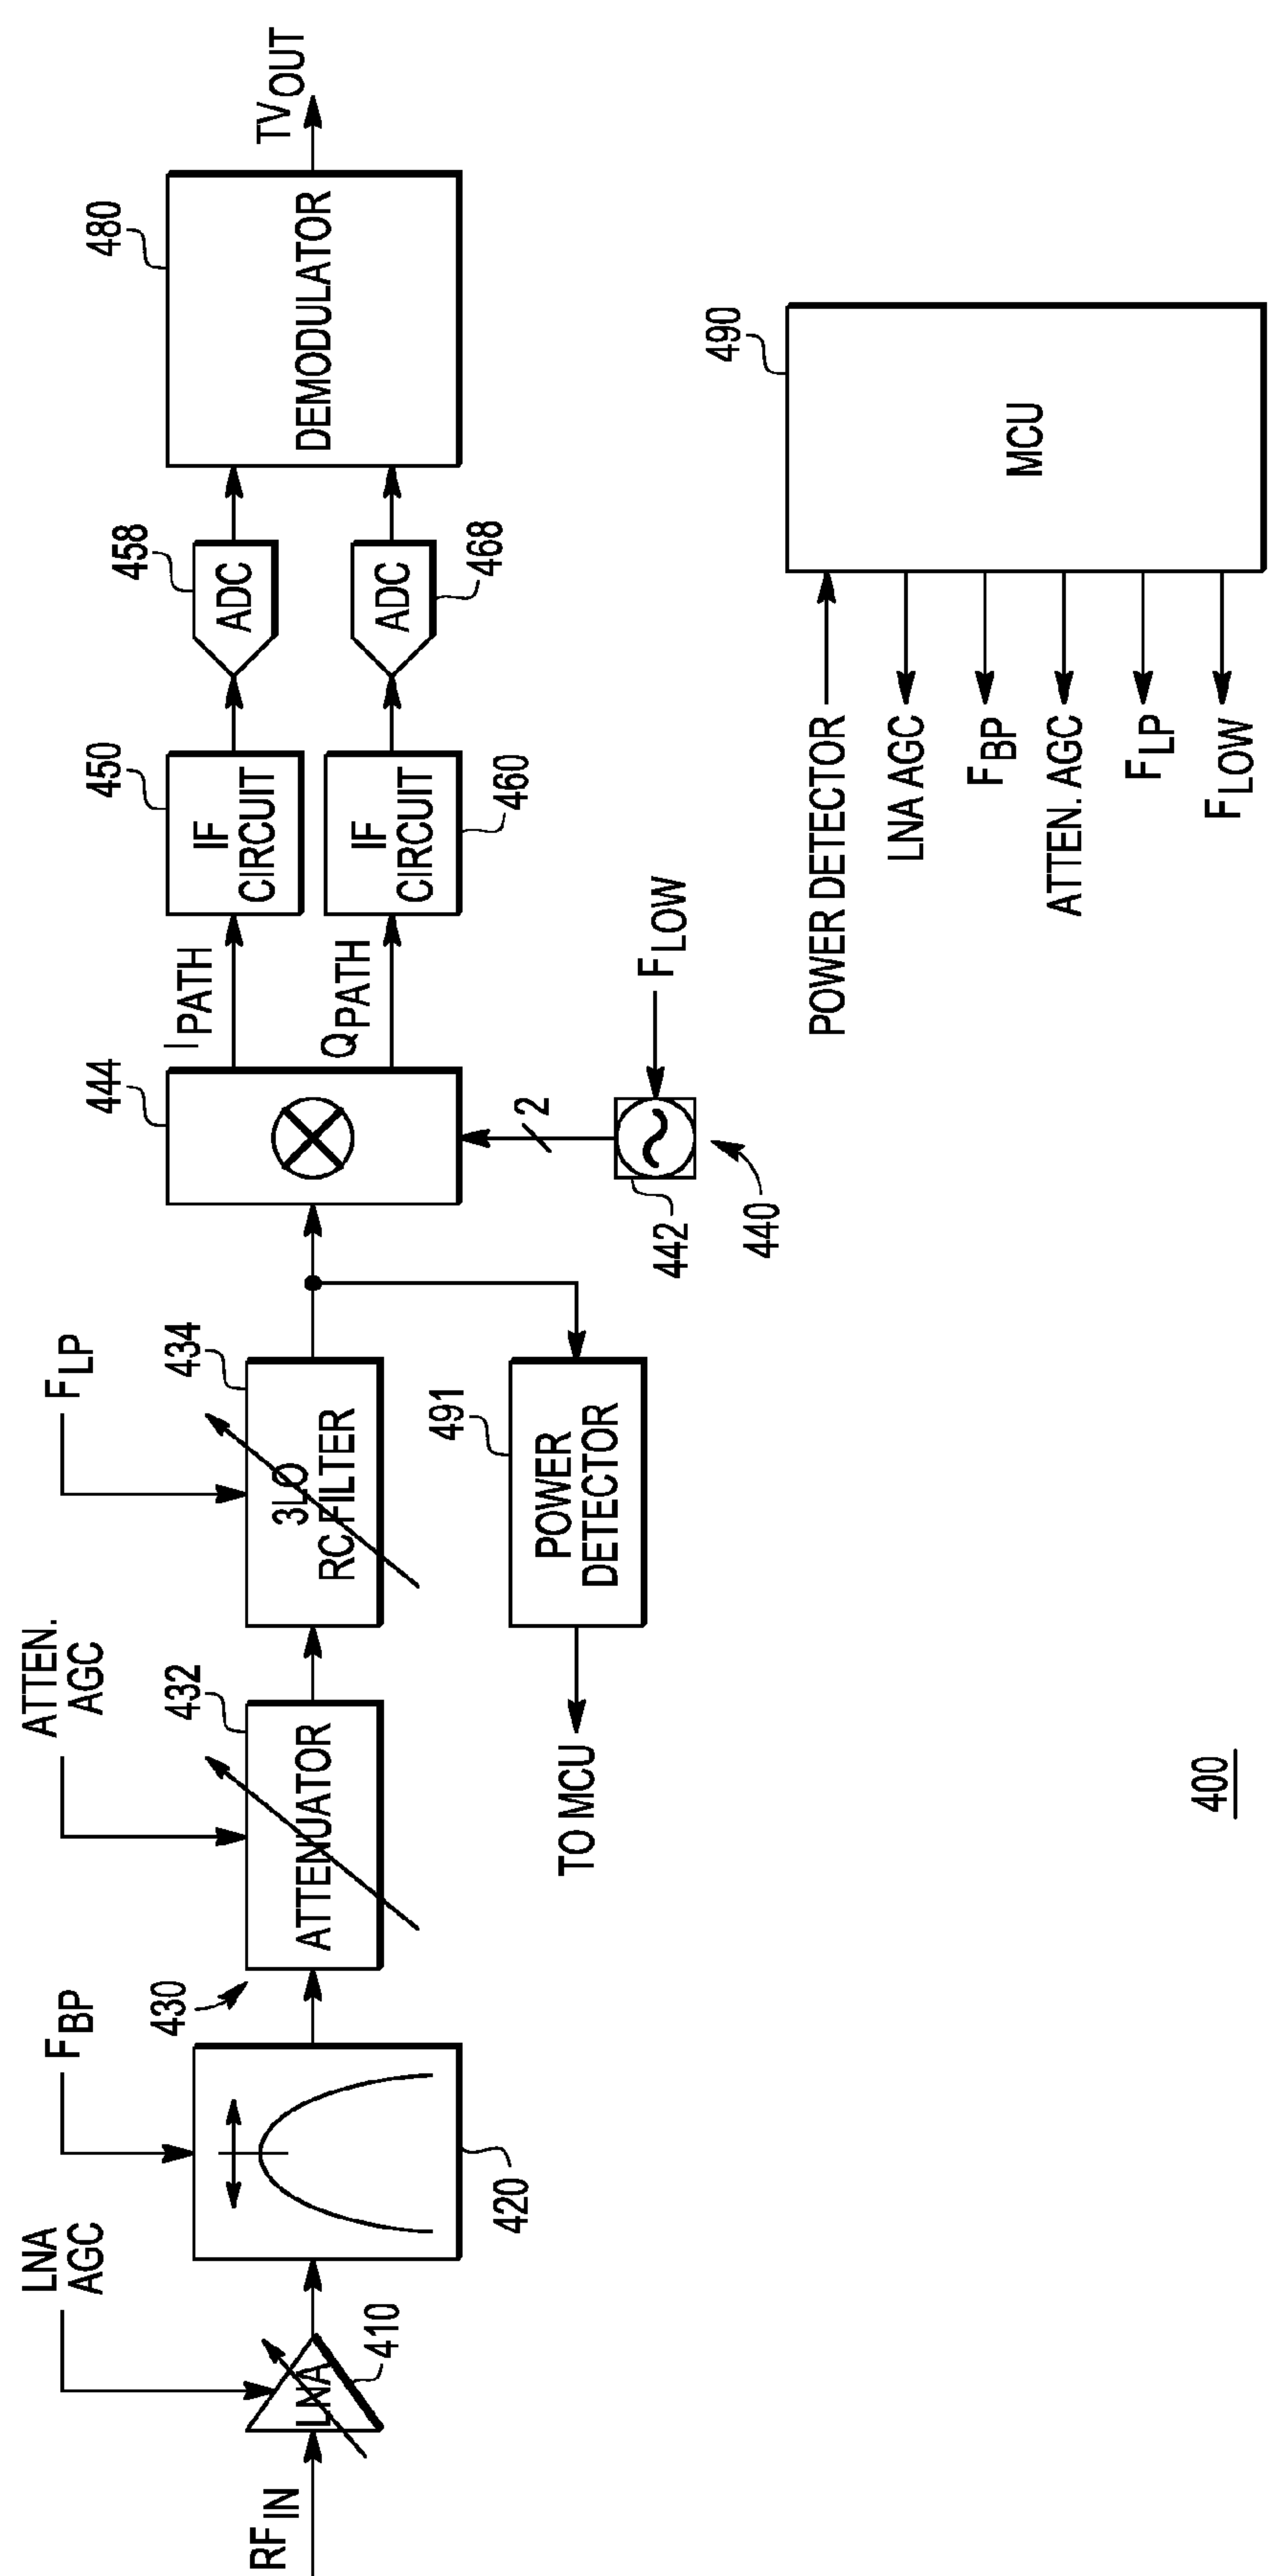 LNA
AGC
F BP
ATTEN.
AGC
F LP
RF IN
LNA
410
420
430
432
ATTENUATOR
434
3LO
RC FILTER
491
POWER
DETECTOR
TO MCU
444
I PATH
Q PATH
2
442
440
F LOW
450
IF
CIRCUIT
IF
CIRCUIT
460
458
ADC
ADC
468
480
DEMODULATOR
TV OUT
490
MCU
POWER DETECTOR
LNA AGC
F BP
ATTEN. AGC
F LP
F LOW
400